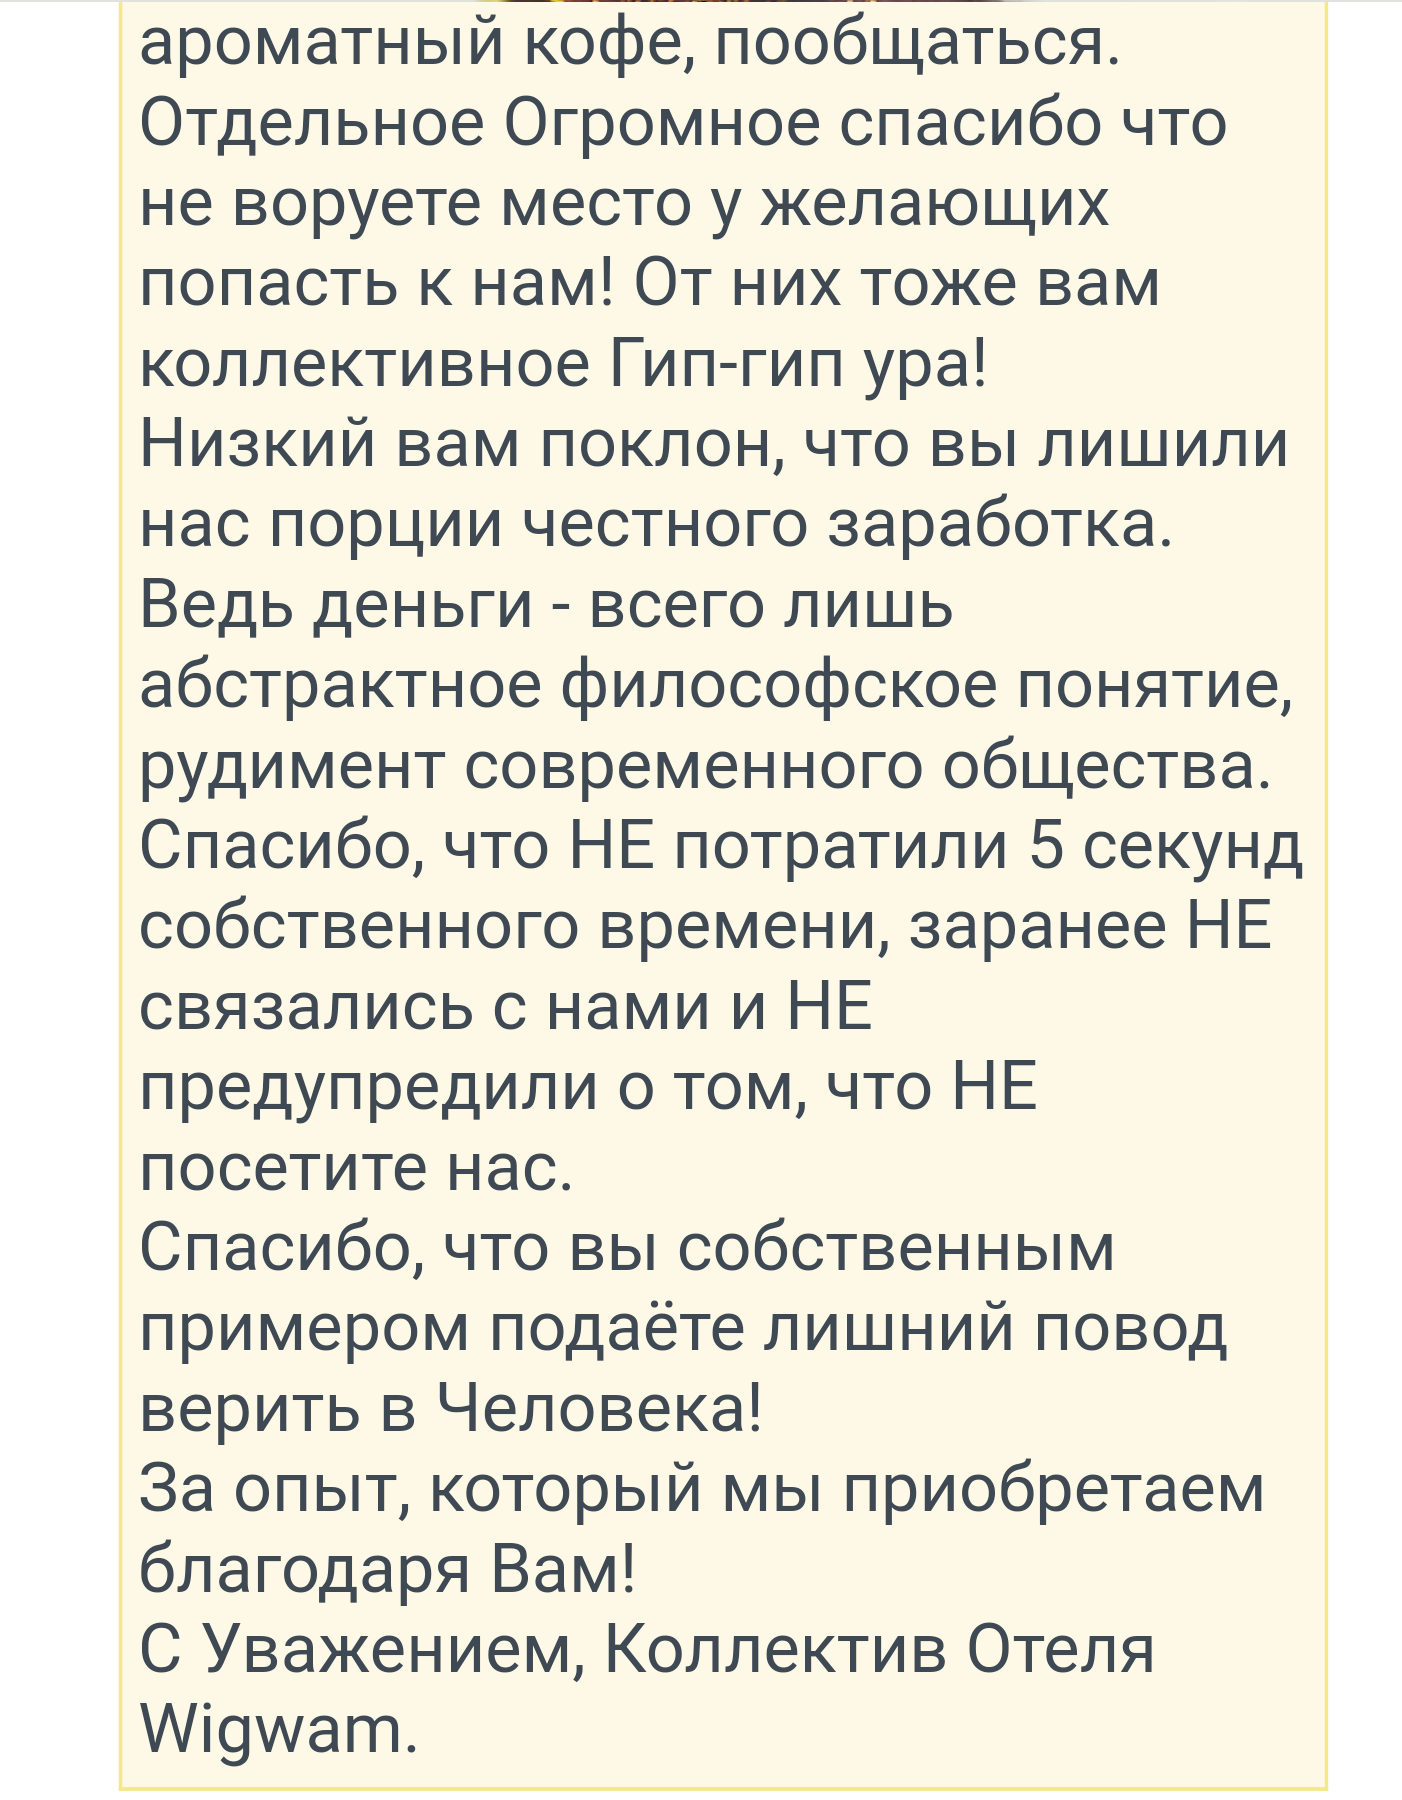 ароматный кофе, пообщаться.
Отдельное Огромное спасибо что
не воруете место у желающих
попасть к нам! От них тоже вам
коллективное Гип-гип ура!
Низкий вам поклон, что вы лишили
нас порции честного заработка.
Ведь деньги - всего лишь
абстрактное философское понятие,
рудимент современного общества.
Спасибо, что НЕ потратили 5 секунд
собственного времени, заранее НЕ
связались с нами и НЕ
предупредили о том, что НЕ
посетите нас.
Спасибо, что вы собственным
примером подаёте лишний повод
верить в Человека!
За опыт, который мы приобретаем
благодаря Вам!
С Уважением, Коллектив Отеля
Wigwam.